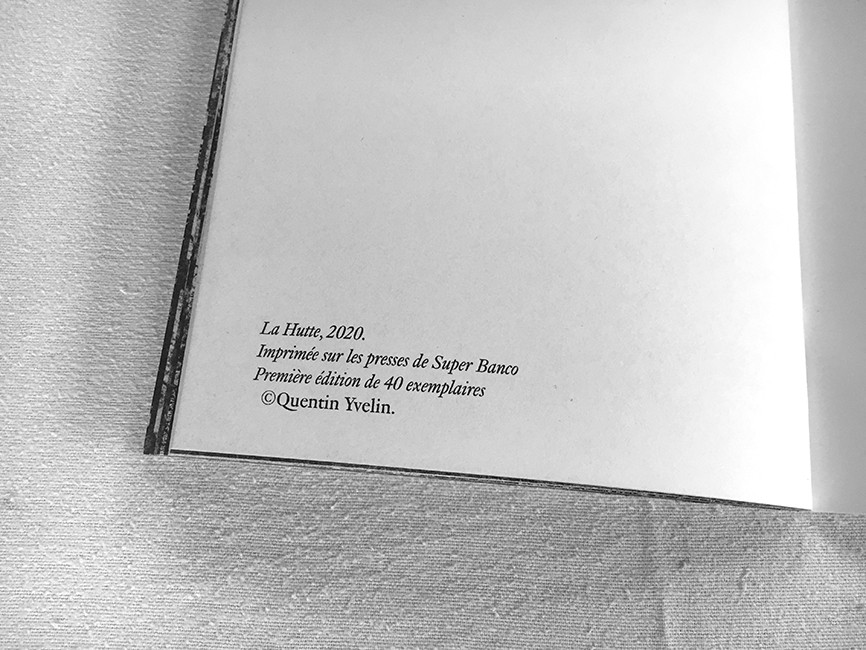 La Hutte, 2020.
Imprimée sur les presses de Super Banco
Première édition de 40 exemplaires
©Quentin Yvelin.